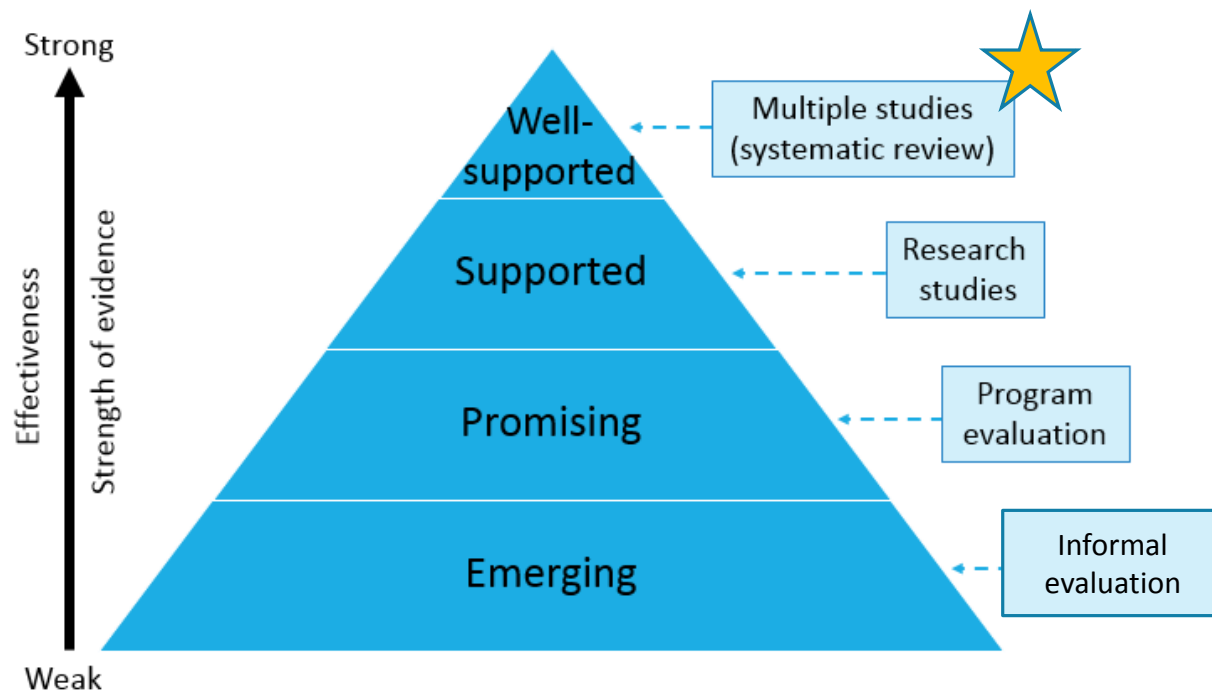 Strong
Effectiveness
Strength of evidence
Weak
Well-
supported
Multiple studies
(systematic review)
Supported
Research
studies
Promising
Program
evaluation
Emerging
Informal
evaluation